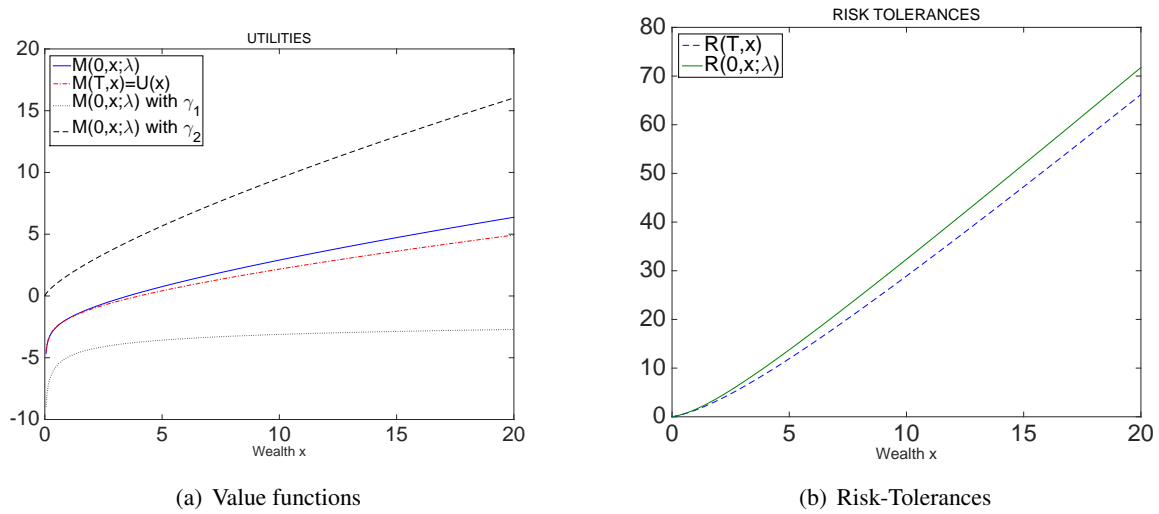 UTILITIES
M(0,x;λ)
M(T,x)=U(x)
M(0,x;λ) with γ₁
M(0,x;λ) with γ₂
20
15
10
5
0
-5
-10
0 5 10 15 20
Wealth x
(a) Value functions
RISK TOLERANCES
R(T,x)
R(0,x;λ)
80
70
60
50
40
30
20
10
0
0 5 10 15 20
Wealth x
(b) Risk-Tolerances